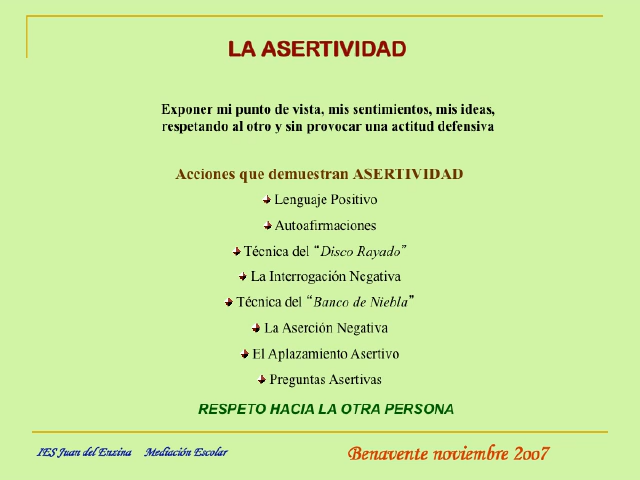 LA ASERTIVIDAD
Exponer mi punto de vista, mis sentimientos, mis ideas,
respetando al otro y sin provocar una actitud defensiva
Acciones que demuestran ASERTIVIDAD
Lenguaje Positivo
Autoafirmaciones
Técnica del “Disco Rayado”
La Interrogación Negativa
Técnica del “Banco de Niebla”
La Aserción Negativa
El Aplazamiento Asertivo
Preguntas Asertivas
RESPETO HACIA LA OTRA PERSONA
IES Juan del Enzina Mediación Escolar
Benavente noviembre 2007